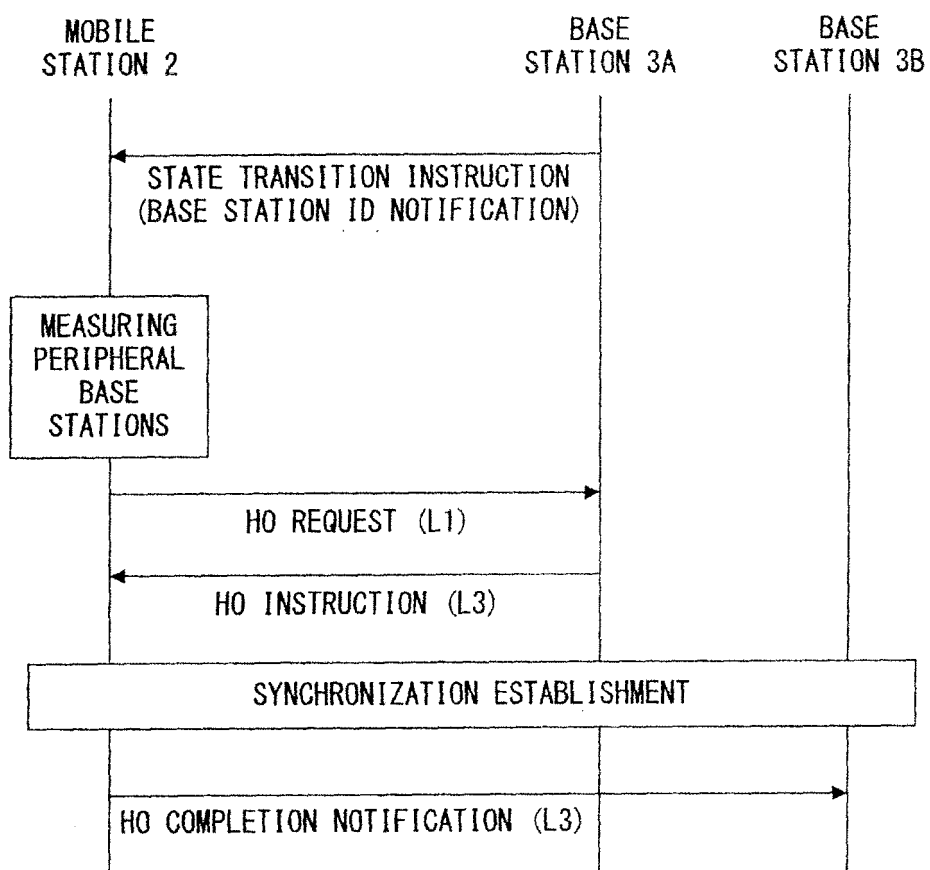 MOBILE
STATION 2
BASE
STATION 3A
BASE
STATION 3B
STATE TRANSITION INSTRUCTION
(BASE STATION ID NOTIFICATION)
MEASURING
PERIPHERAL
BASE
STATIONS
HO REQUEST (L1)
HO INSTRUCTION (L3)
SYNCHRONIZATION ESTABLISHMENT
HO COMPLETION NOTIFICATION (L3)